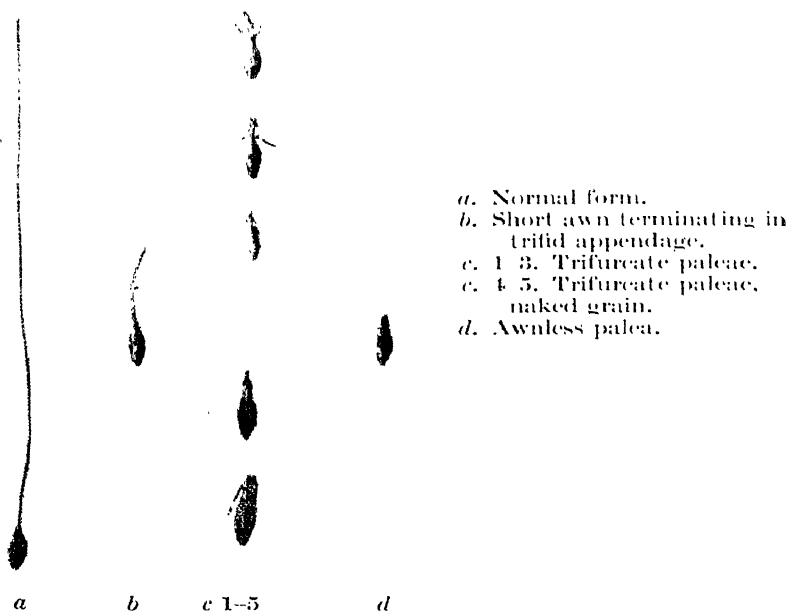 a. Normal form.
b. Short awn terminating in
trifid appendage.
c. 1-3. Trifurcate paleae.
c. 4-5. Trifurcate paleae,
naked grain.
d. Awnless palea.
a b c 1–5 d